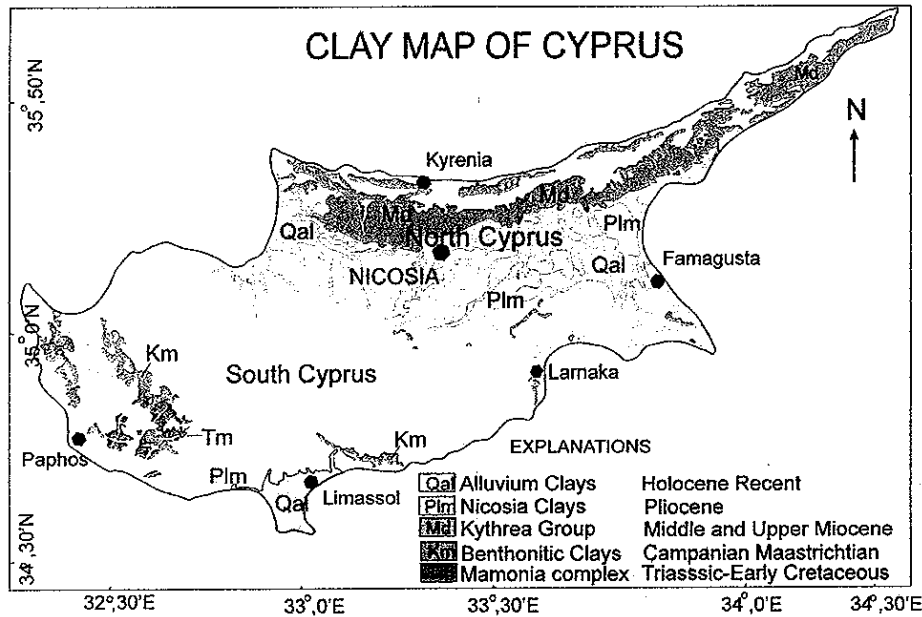 CLAY MAP OF CYPRUS
35°,50'N
Md
N
Kyrenia
Md
Md
Plm
Qal
North Cyprus
Qal
Famagusta
NICOSIA
Plm
35°,0'N
Km
South Cyprus
Larnaka
Tm
Km
Paphos
EXPLANATIONS
Plm
Qal
Limassol
Qal Alluvium Clays Holocene Recent
Plm Nicosia Clays Pliocene
Md Kythrea Group Middle and Upper Miocene
Km Benthonitic Clays Campanian Maastrichtian
Mamonia complex Triasssic-Early Cretaceous
34°,30'N
32°,30'E 33°,0'E 33°,30'E 34°,0'E 34°,30'E